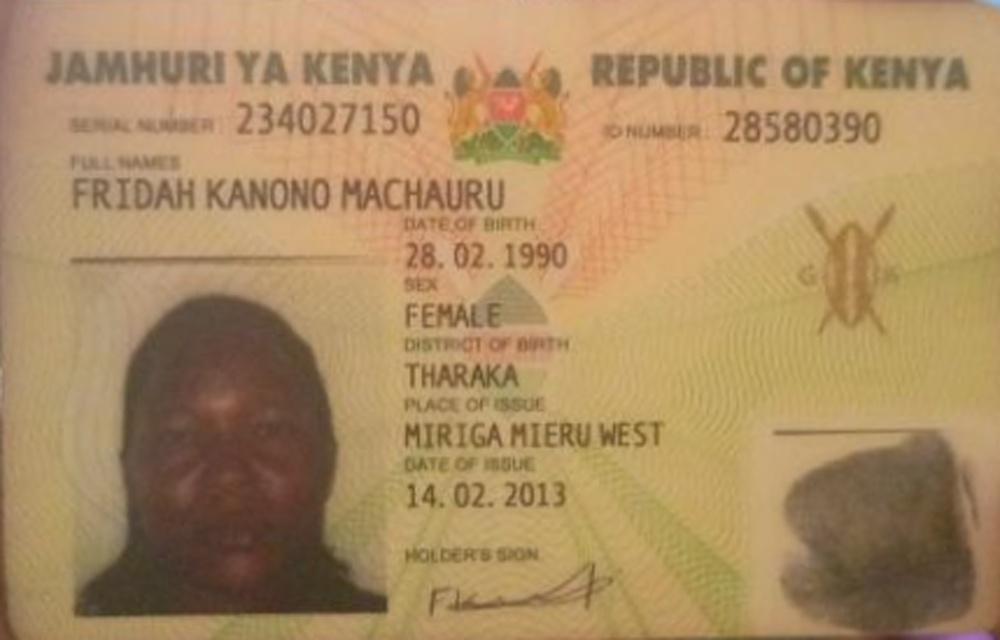 JAMHURI YA KENYA REPUBLIC OF KENYA
SERIAL NUMBER : 234027150 ID NUMBER : 28580390
FULL NAMES
FRIDAH KANONO MACHAURU
DATE OF BIRTH
28. 02. 1990
SEX
FEMALE
DISTRICT OF BIRTH
THARAKA
PLACE OF ISSUE
MIRIGA MIERU WEST
DATE OF ISSUE
14. 02. 2013
HOLDER'S SIGN
G K